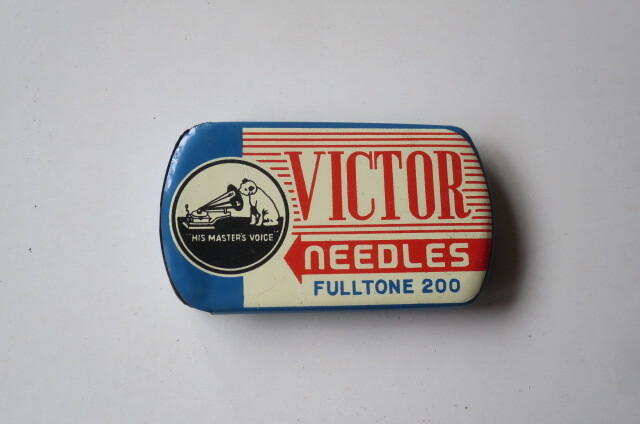 VICTOR
HIS MASTER'S VOICE
NEEDLES
FULLTONE 200